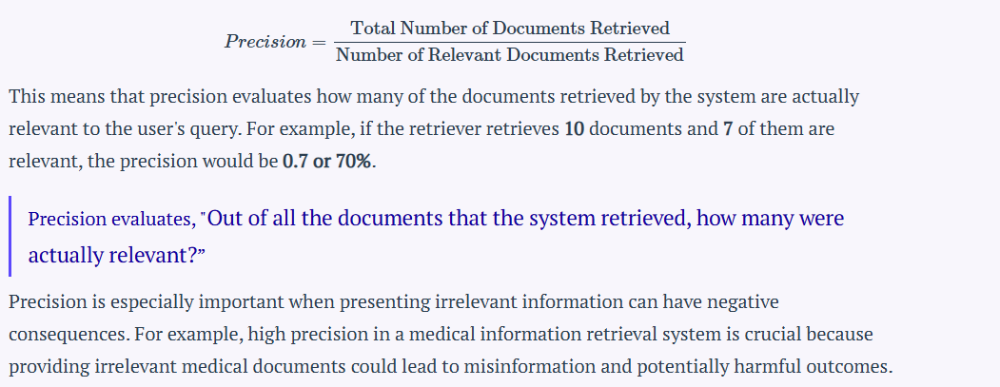 Precision = Total Number of Documents Retrieved / Number of Relevant Documents Retrieved
This means that precision evaluates how many of the documents retrieved by the system are actually
relevant to the user's query. For example, if the retriever retrieves 10 documents and 7 of them are
relevant, the precision would be 0.7 or 70%.
Precision evaluates, "Out of all the documents that the system retrieved, how many were
actually relevant?”
Precision is especially important when presenting irrelevant information can have negative
consequences. For example, high precision in a medical information retrieval system is crucial because
providing irrelevant medical documents could lead to misinformation and potentially harmful outcomes.